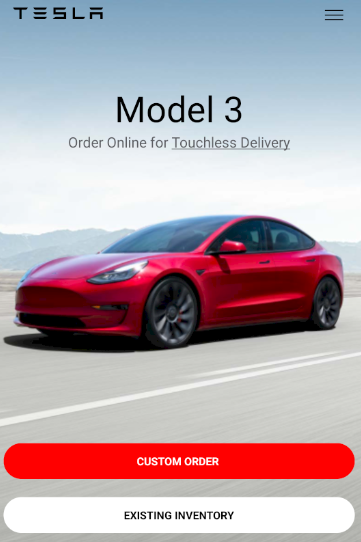 TESLA
Model 3
Order Online for Touchless Delivery
CUSTOM ORDER
EXISTING INVENTORY